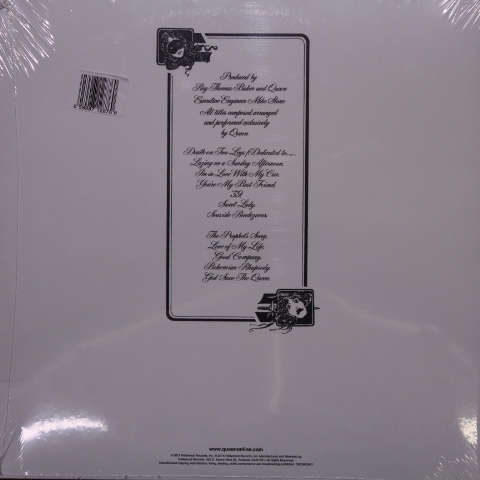 Produced by
Roy Thomas Baker and Queen
Executive Engineer Mike Stone
All titles composed, arranged
and performed exclusively
by Queen
Death on Two Legs (Dedicated to......
Lazing on a Sunday Afternoon.
I'm in Love With My Car.
You're My Best Friend.
'39.
Sweet Lady.
Seaside Rendezvous.
The Prophet's Song.
Love of My Life.
Good Company.
Bohemian Rhapsody.
God Save The Queen.
www.queenonline.com